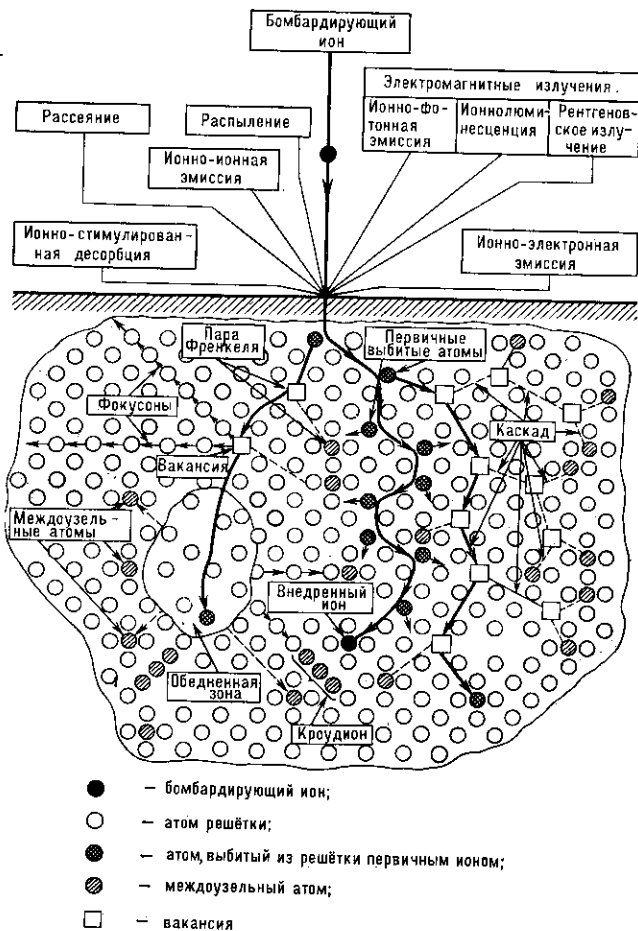 Бомбардирующий
ион
Электромагнитные излучения.
Ионно-фо-
тонная
эмиссия
Ионнолюми-
несценция
Рентгенов-
ское излу-
чение
Рассеяние
Распыление
Ионно-ионная
эмиссия
Ионно-стимулирован-
ная десорбция
Ионно-электронная
эмиссия
Пара
Френкеля
Первичные
выбитые атомы
Фокусоны
Вакансия
Каскад
Междоузель-
ные атомы
Внедренный
ион
Обедненная
зона
Кроудион
– бомбардирующий ион;
– атом решётки;
– атом, выбитый из решётки первичным ионом;
– междоузельный атом;
– вакансия